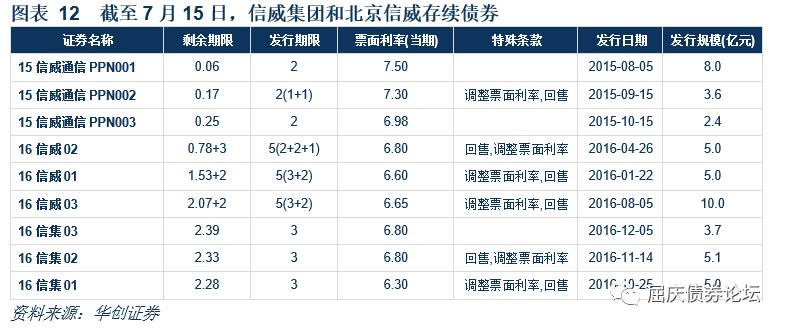 图表 12 截至 7 月 15 日，信威集团和北京信威存续债券
证券名称 剩余期限 发行期限 票面利率(当期) 特殊条款 发行日期 发行规模(亿元)
15 信威通信 PPN001 0.06 2 7.50 2015-08-05 8.0
15 信威通信 PPN002 0.17 2(1+1) 7.30 调整票面利率,回售 2015-09-15 3.6
15 信威通信 PPN003 0.25 2 6.98 2015-10-15 2.4
16 信威 02 0.78+3 5(2+2+1) 6.80 回售,调整票面利率 2016-04-26 5.0
16 信威 01 1.53+2 5(3+2) 6.60 调整票面利率,回售 2016-01-22 5.0
16 信威 03 2.07+2 5(3+2) 6.65 调整票面利率,回售 2016-08-05 10.0
16 信集 03 2.39 3 6.80 2016-12-05 3.7
16 信集 02 2.33 3 6.80 回售,调整票面利率 2016-11-14 5.1
16 信集 01 2.28 3 6.30 调整票面利率,回售 2016-10-25 5.0
资料来源：华创证券
屈庆债券论坛